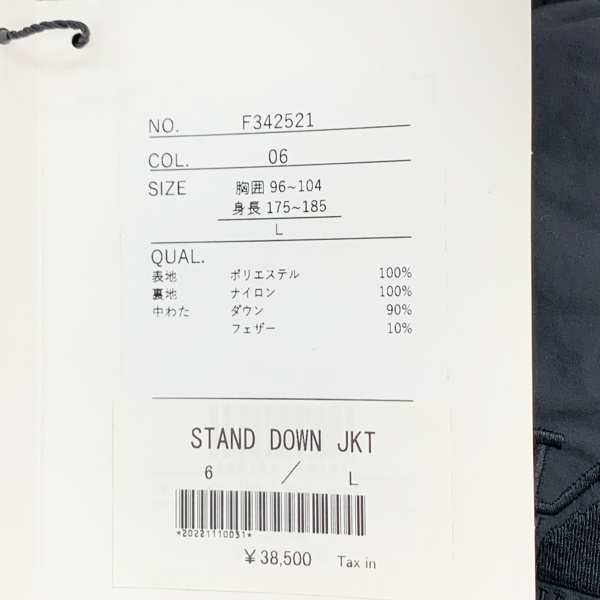 NO. F342521
COL. 06
SIZE 胸囲 96~104
身長 175~185
L
QUAL.
表地 ポリエステル 100%
裏地 ナイロン 100%
中わた ダウン 90%
フェザー 10%
STAND DOWN JKT
6 / L
*20221110031*
¥38,500 Tax in